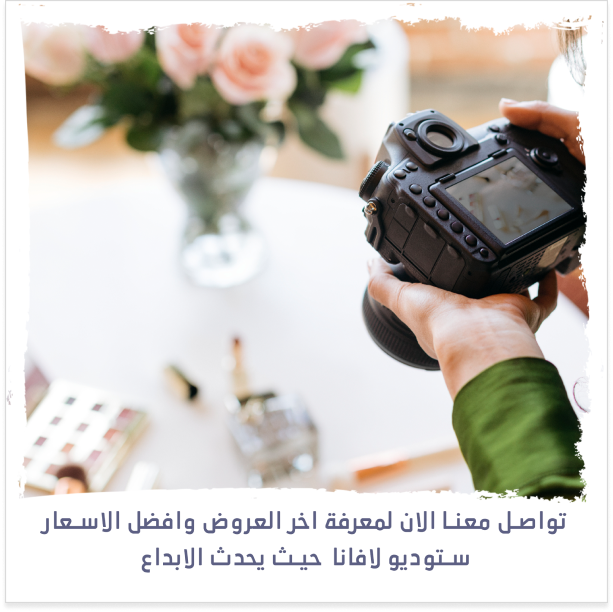 تواصل معنا الان لمعرفة اخر العروض وافضل الاسعار
ستوديو لافانا حيث يحدث الابداع